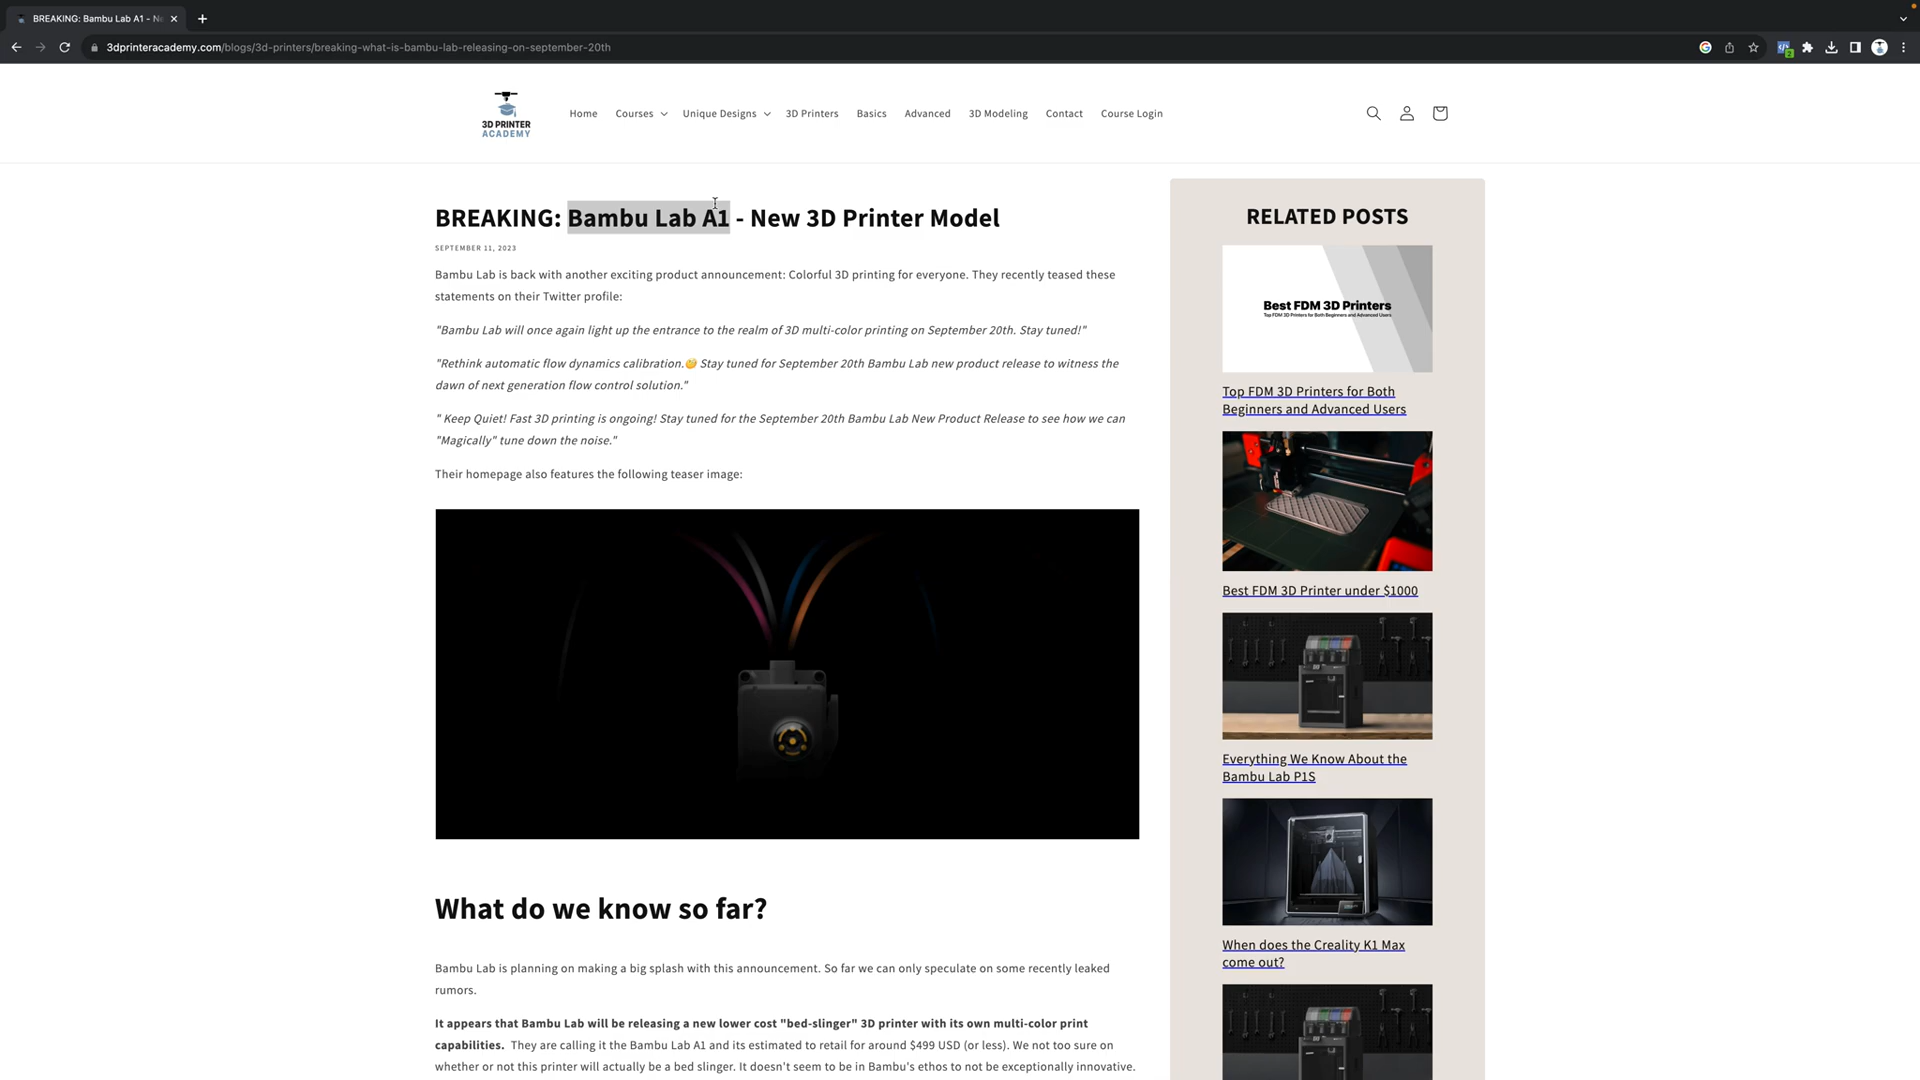 BREAKING: Bambu Lab A1 - Ne
3dprinteracademy.com/blogs/3d-printers/breaking-what-is-bambu-lab-releasing-on-september-20th
2
3D PRINTER
ACADEMY
Home
Courses
Unique Designs
3D Printers
Basics
Advanced
3D Modeling
Contact
Course Login
BREAKING: Bambu Lab A1 - New 3D Printer Model
SEPTEMBER 11, 2023
Bambu Lab is back with another exciting product announcement: Colorful 3D printing for everyone. They recently teased these
statements on their Twitter profile:
"Bambu Lab will once again light up the entrance to the realm of 3D multi-color printing on September 20th. Stay tuned!"
"Rethink automatic flow dynamics calibration.🤔 Stay tuned for September 20th Bambu Lab new product release to witness the
dawn of next generation flow control solution."
" Keep Quiet! Fast 3D printing is ongoing! Stay tuned for the September 20th Bambu Lab New Product Release to see how we can
"Magically" tune down the noise."
Their homepage also features the following teaser image:
What do we know so far?
Bambu Lab is planning on making a big splash with this announcement. So far we can only speculate on some recently leaked
rumors.
It appears that Bambu Lab will be releasing a new lower cost "bed-slinger" 3D printer with its own multi-color print
capabilities.  They are calling it the Bambu Lab A1 and its estimated to retail for around $499 USD (or less). We not too sure on
whether or not this printer will actually be a bed slinger. It doesn't seem to be in Bambu's ethos to not be exceptionally innovative.
RELATED POSTS
Best FDM 3D Printers
Top FDM 3D Printers for Both Beginners and Advanced Users
Top FDM 3D Printers for Both
Beginners and Advanced Users
Best FDM 3D Printer under $1000
Everything We Know About the
Bambu Lab P1S
When does the Creality K1 Max
come out?